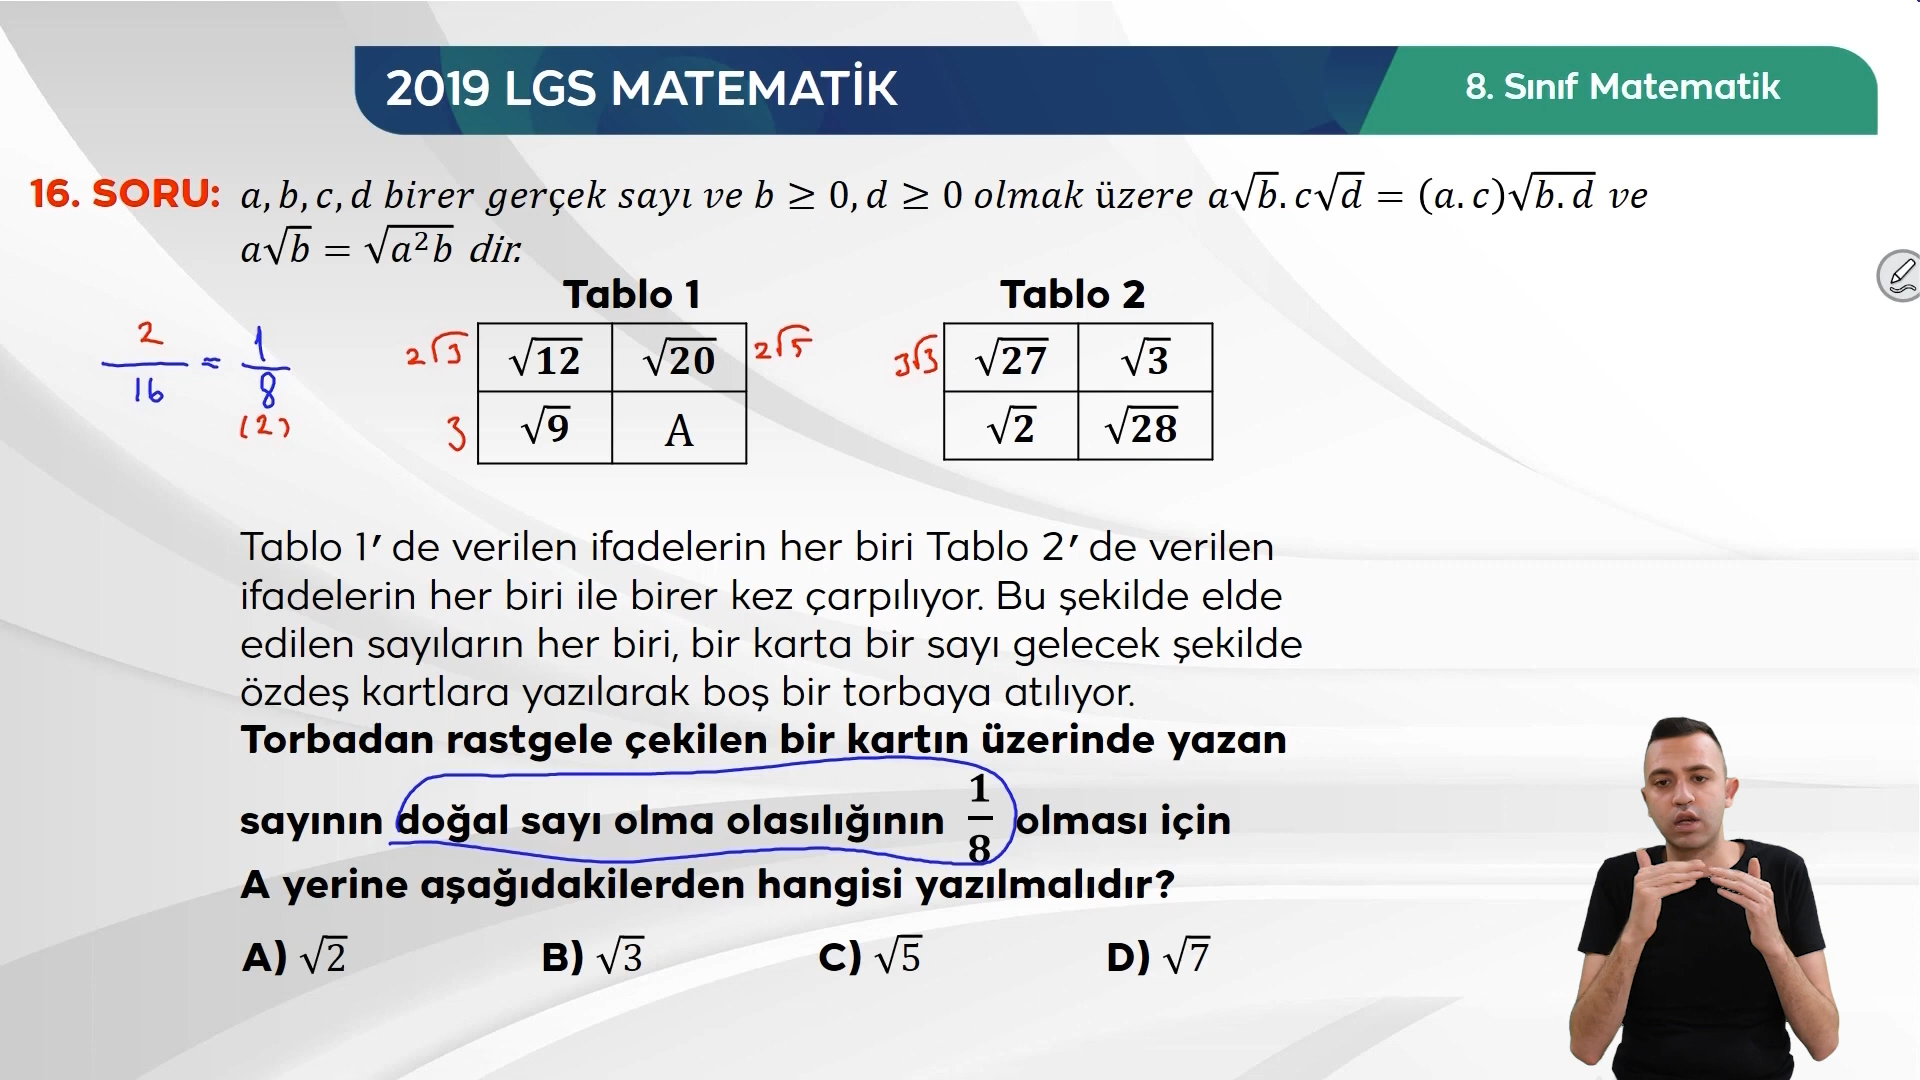 2019 LGS MATEMATİK
8. Sınıf Matematik
16. SORU: a, b, c, d birer gerçek sayı ve b ≥ 0, d ≥ 0 olmak üzere a√b. c√d = (a. c)√b. d ve
a√b = √a²b dir.
Tablo 1
Tablo 2
2/16 = 1/8
(2)
2√3 √12 √20 2√5
3 √9 A
3√3 √27 √3
√2 √28
Tablo 1′ de verilen ifadelerin her biri Tablo 2′ de verilen
ifadelerin her biri ile birer kez çarpılıyor. Bu şekilde elde
edilen sayıların her biri, bir karta bir sayı gelecek şekilde
özdeş kartlara yazılarak boş bir torbaya atılıyor.
Torbadan rastgele çekilen bir kartın üzerinde yazan
sayının doğal sayı olma olasılığının 1/8 olması için
A yerine aşağıdakilerden hangisi yazılmalıdır?
A) √2 B) √3 C) √5 D) √7